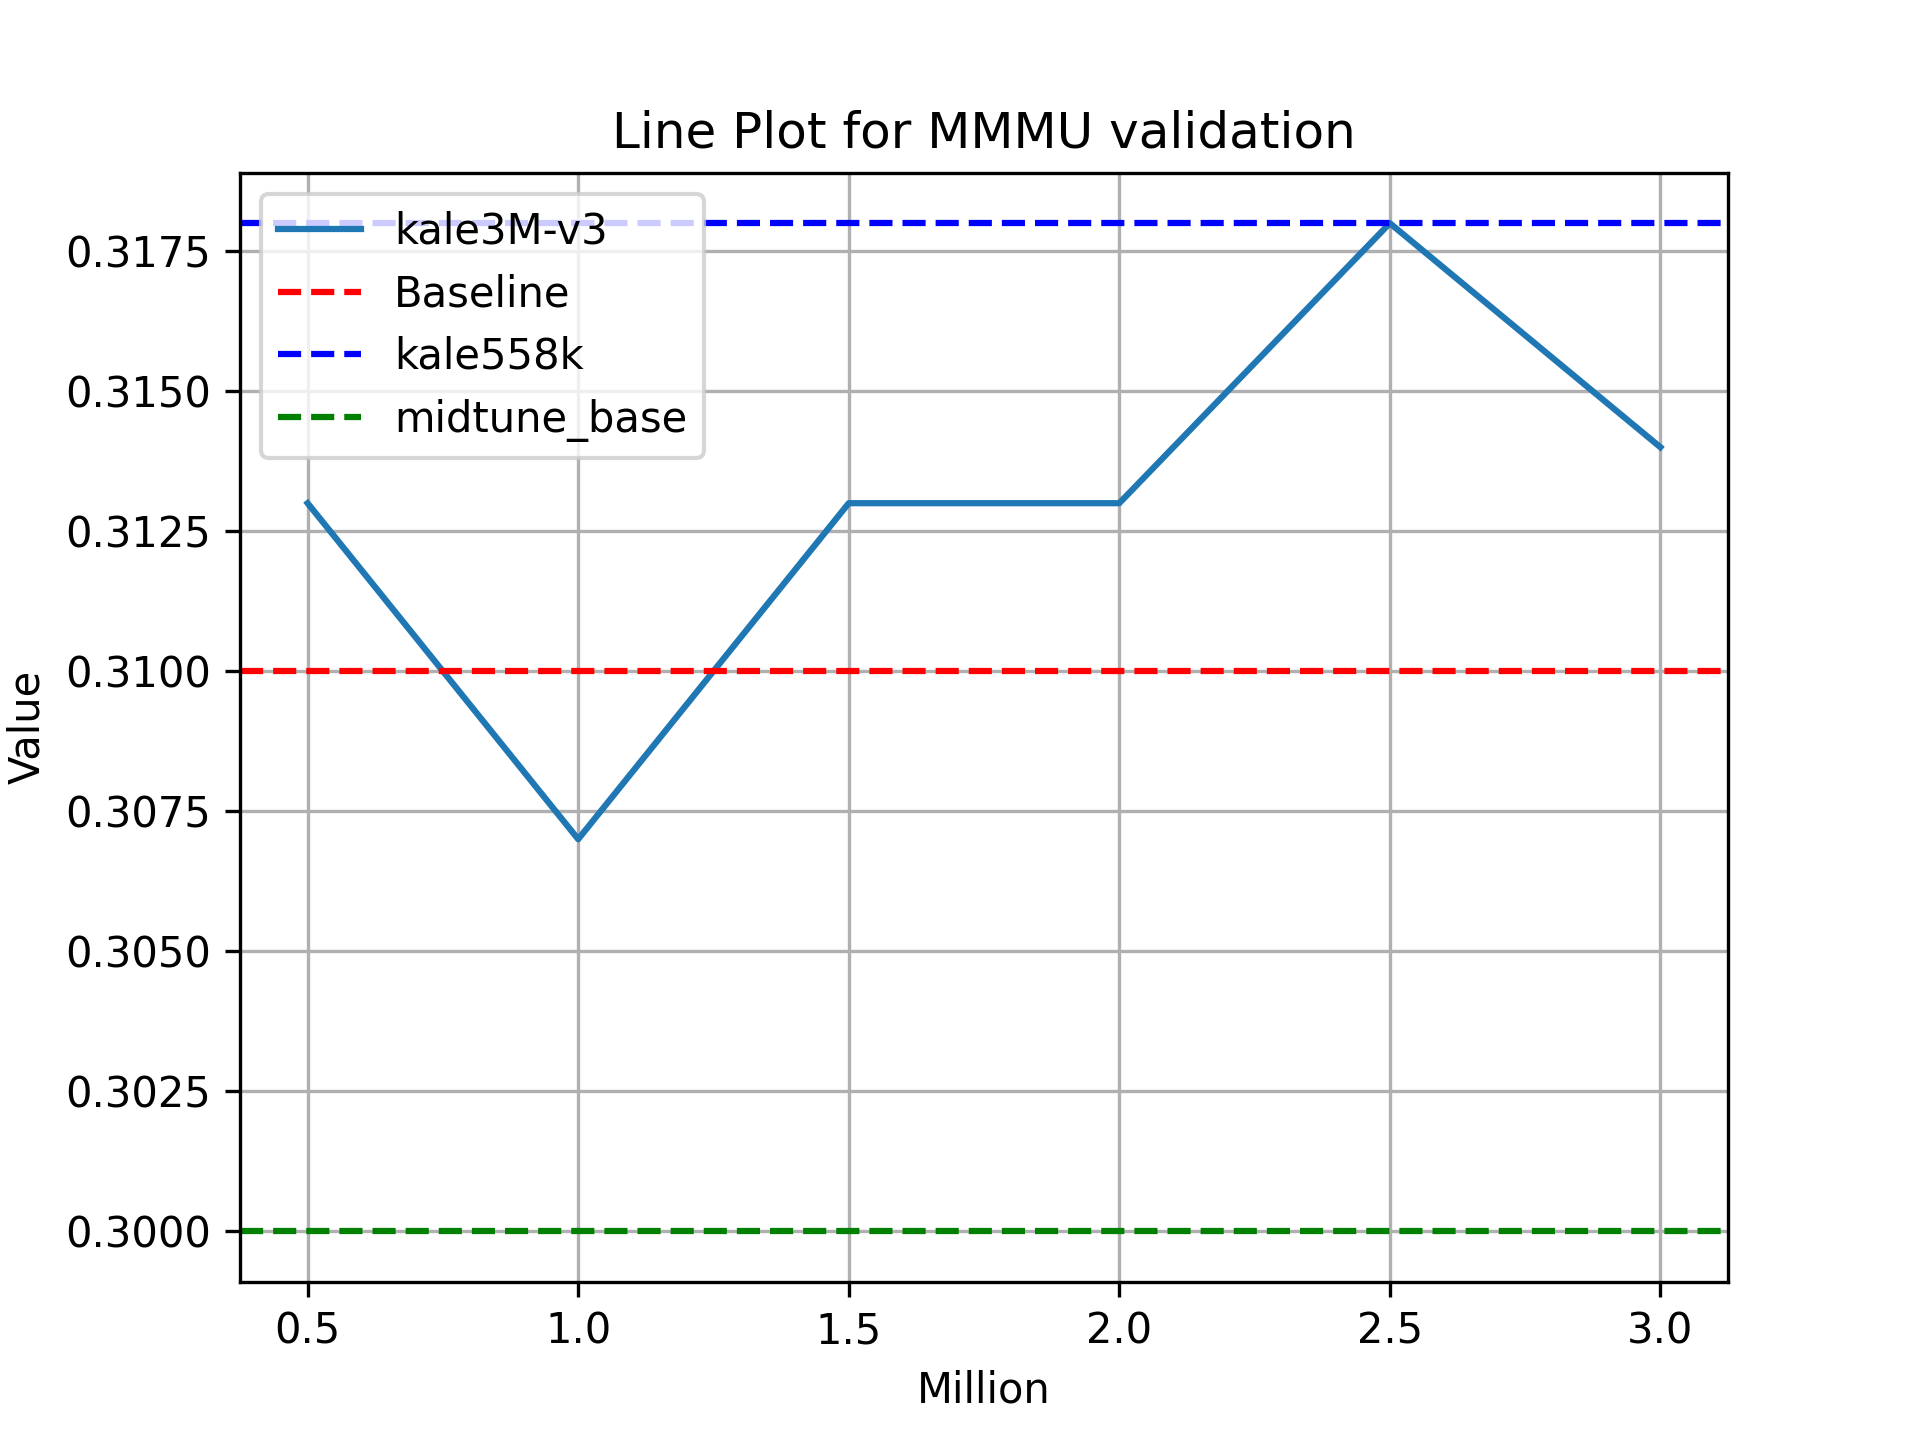 Line Plot for MMMU validation
kale3M-v3
Baseline
kale558k
midtune_base
Value
0.3175
0.3150
0.3125
0.3100
0.3075
0.3050
0.3025
0.3000
0.5 1.0 1.5 2.0 2.5 3.0
Million